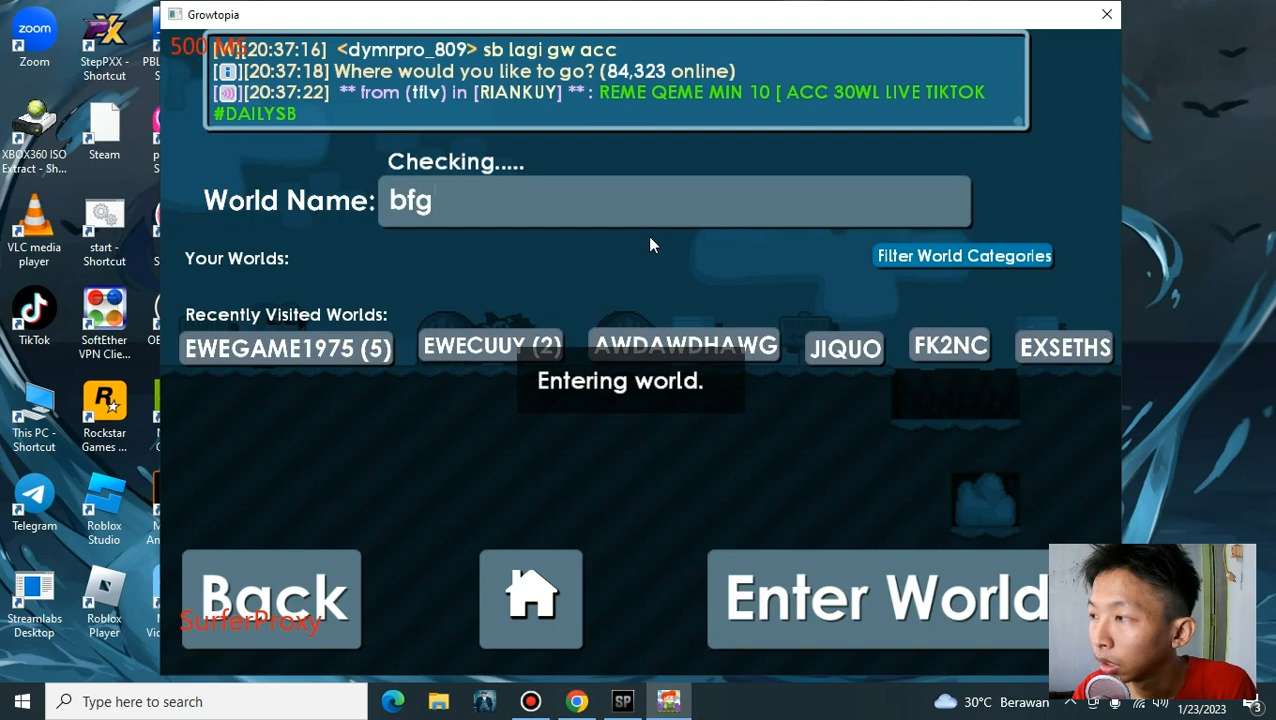 Growtopia
500 MS
[W][20:37:16] <dymrpro_809> sb lagi gw acc
[20:37:18] Where would you like to go? (84,323 online)
[20:37:22] ** from (tflv) in [RIANKUY] ** : REME QEME MIN 10 [ ACC 30WL LIVE TIKTOK
#DAILYSB
Checking.....
World Name: bfg
Your Worlds:
Filter World Categories
Recently Visited Worlds:
EWEGAME1975 (5)
EWECUUY (2)
AWDAWDHAWG
JIQUO
FK2NC
EXSETHS
Entering world.
Back
Enter World
SurferProxy
Zoom
StepPXX -
Shortcut
PBL
XBOX360 ISO
Extract - Sh...
Steam
VLC media
player
start -
Shortcut
TikTok
SoftEther
VPN Clie...
This PC -
Shortcut
Rockstar
Games ...
Telegram
Roblox
Studio
Streamlabs
Desktop
Roblox
Player
Type here to search
SP
30°C Berawan
1/23/2023
3